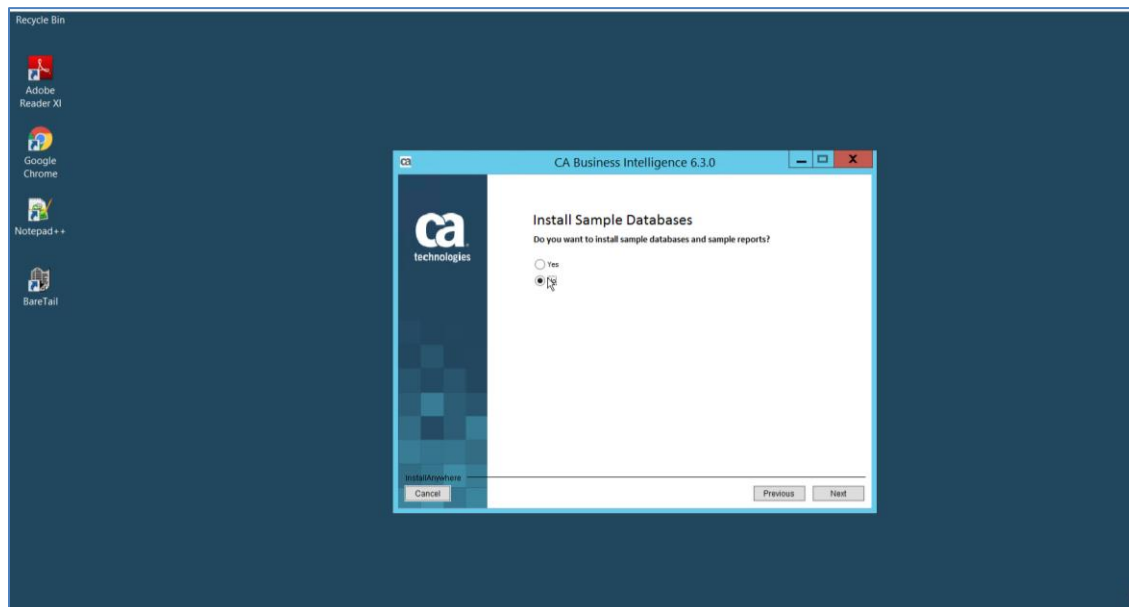 Recycle Bin
Adobe
Reader XI
Google
Chrome
Notepad++
BareTail
ca
CA Business Intelligence 6.3.0
ca
technologies
Install Sample Databases
Do you want to install sample databases and sample reports?
Yes
InstallAnywhere
Cancel
Previous
Next